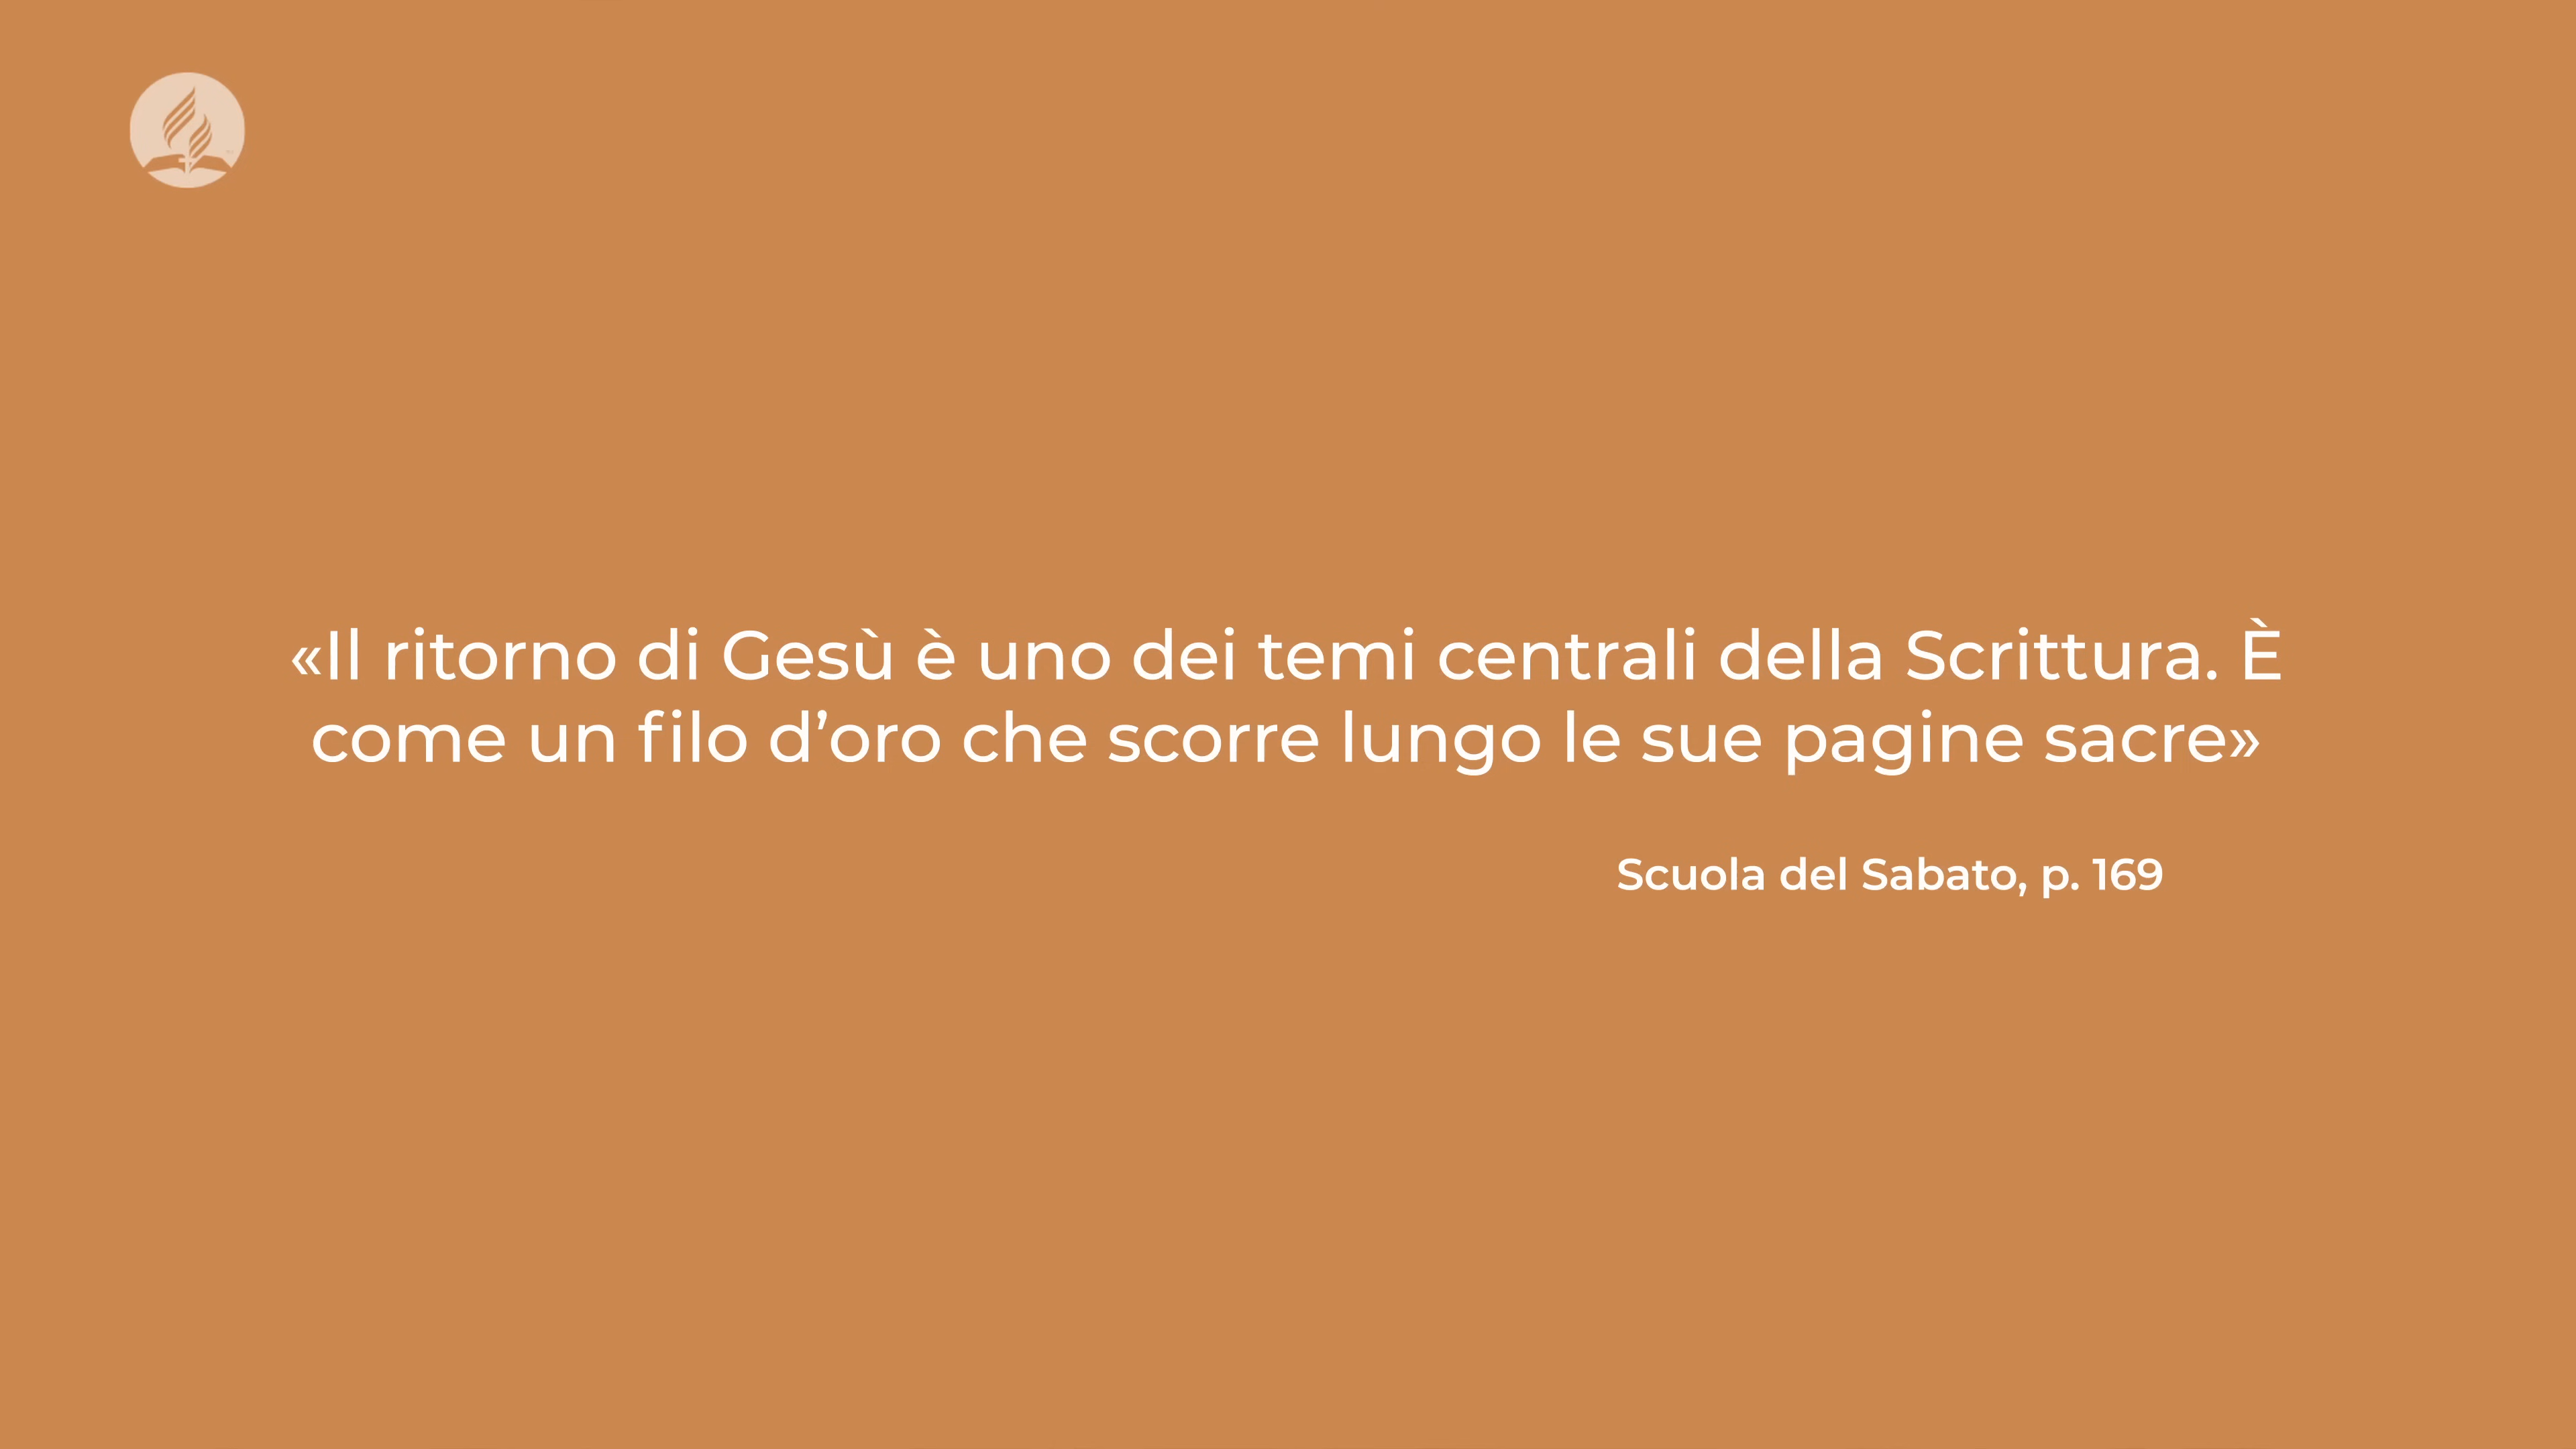 «Il ritorno di Gesù è uno dei temi centrali della Scrittura. È
come un filo d’oro che scorre lungo le sue pagine sacre»
Scuola del Sabato, p. 169